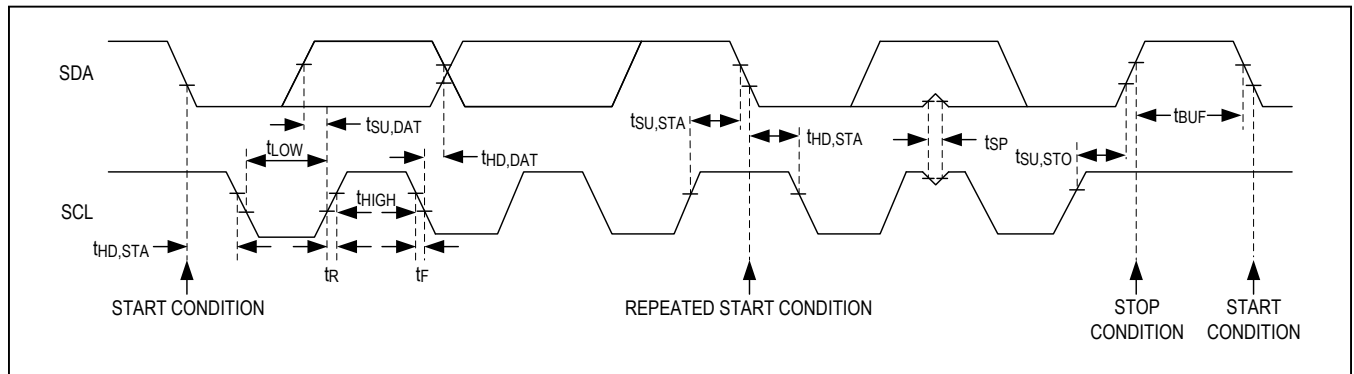 SDA
tSU,DAT
tLOW
tHD,DAT
tSU,STA
tHD,STA
tSP
tSU,STO
tBUF
SCL
tHIGH
tHD,STA
tR
tF
START CONDITION
REPEATED START CONDITION
STOP
CONDITION
START
CONDITION